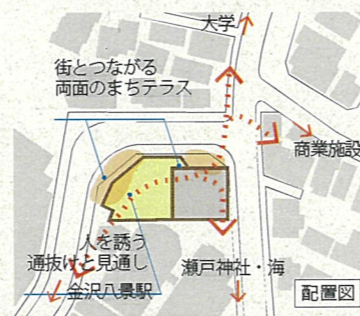 大学
街とつながる
両面のまちテラス
商業施設
人を誘う
通抜けと見通し
瀬戸神社・海
金沢八景駅
配置図